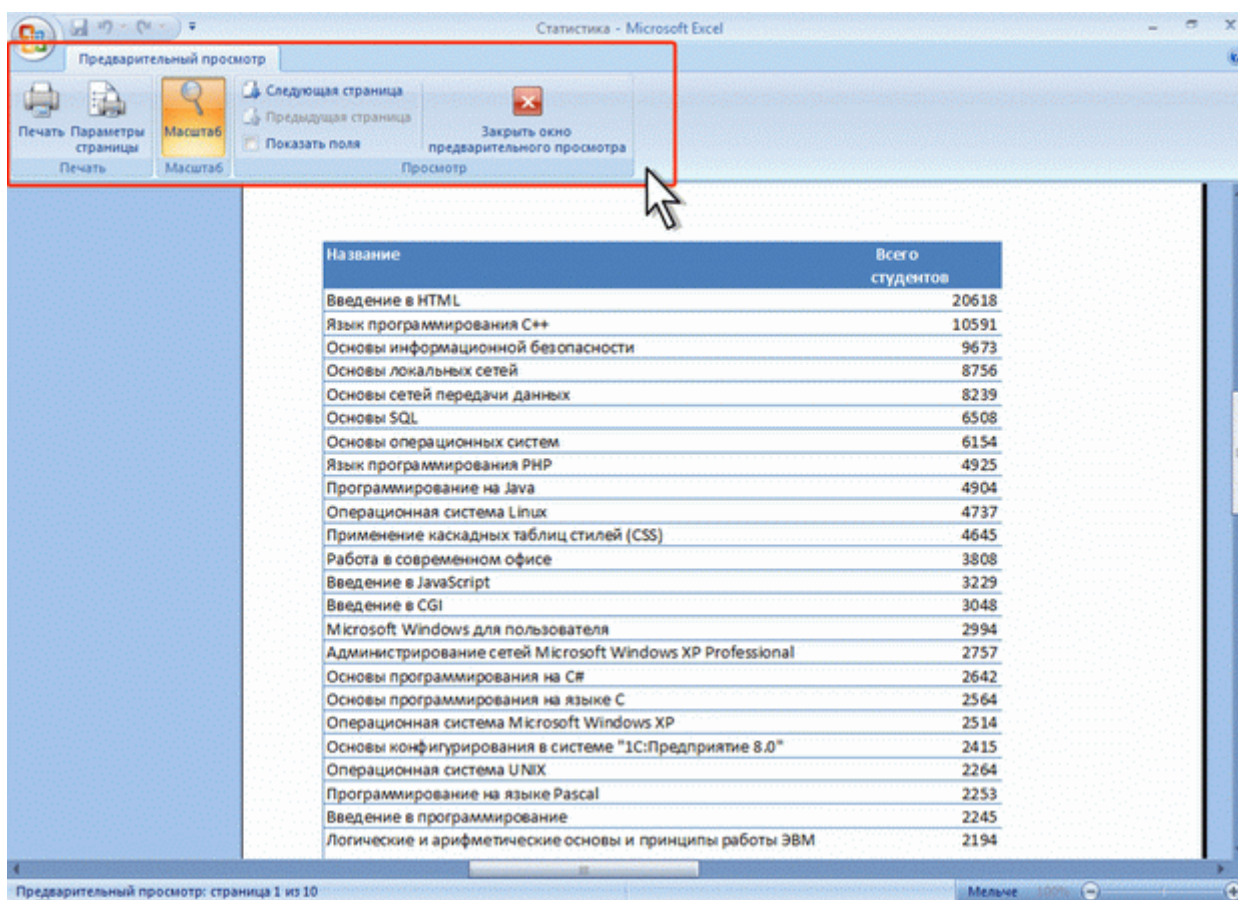 Статистика - Microsoft Excel
Предварительный просмотр
Печать
Параметры страницы
Масштаб
Следующая страница
Предыдущая страница
Показать поля
Закрыть окно
предварительного просмотра
Печать
Масштаб
Просмотр
Название Всего студентов
Введение в HTML 20618
Язык программирования C++ 10591
Основы информационной безопасности 9673
Основы локальных сетей 8756
Основы сетей передачи данных 8239
Основы SQL 6508
Основы операционных систем 6154
Язык программирования PHP 4925
Программирование на Java 4904
Операционная система Linux 4737
Применение каскадных таблиц стилей (CSS) 4645
Работа в современном офисе 3808
Введение в JavaScript 3229
Введение в CGI 3048
Microsoft Windows для пользователя 2994
Администрирование сетей Microsoft Windows XP Professional 2757
Основы программирования на C# 2642
Основы программирования на языке C 2564
Операционная система Microsoft Windows XP 2514
Основы конфигурирования в системе "1С:Предприятие 8.0" 2415
Операционная система UNIX 2264
Программирование на языке Pascal 2253
Введение в программирование 2245
Логические и арифметические основы и принципы работы ЭВМ 2194
Предварительный просмотр: страница 1 из 10 Мельче 100%